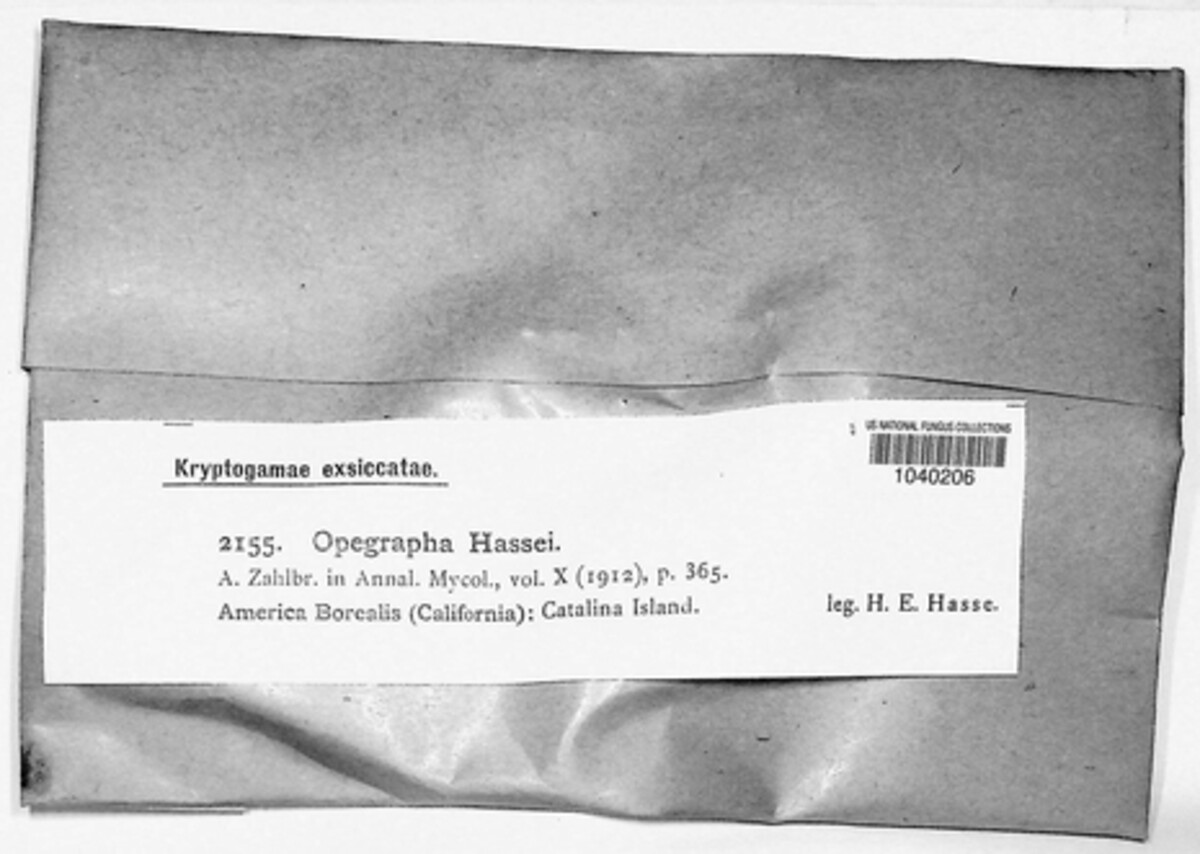 US NATIONAL FUNGUS COLLECTIONS
1040206
Kryptogamae exsiccatae.
2155. Opegrapha Hassei.
A. Zahlbr. in Annal. Mycol., vol. X (1912), p. 365.
America Borealis (California): Catalina Island.
leg. H. E. Hasse.